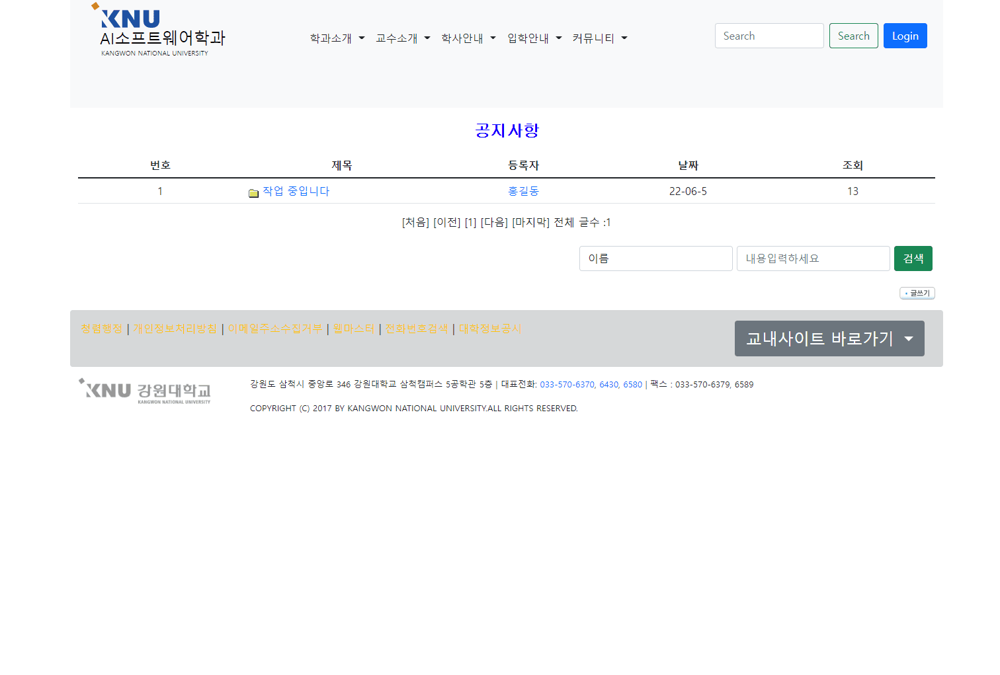 KNU
AI소프트웨어학과
KANGWON NATIONAL UNIVERSITY
학과소개 교수소개 학사안내 입학안내 커뮤니티
Search Search Login
공지사항
번호 제목 등록자 날짜 조회
1 작업 중입니다 홍길동 22-06-5 13
[처음] [이전] [1] [다음] [마지막] 전체 글수 :1
이름 내용입력하세요 검색
글쓰기
청렴행정 | 개인정보처리방침 | 이메일주소수집거부 | 웹마스터 | 전화번호검색 | 대학정보공시
교내사이트 바로가기
KNU 강원대학교
KANGWON NATIONAL UNIVERSITY
강원도 삼척시 중앙로 346 강원대학교 삼척캠퍼스 5공학관 5층 | 대표전화: 033-570-6370, 6430, 6580 | 팩스 : 033-570-6379, 6589
COPYRIGHT (C) 2017 BY KANGWON NATIONAL UNIVERSITY.ALL RIGHTS RESERVED.